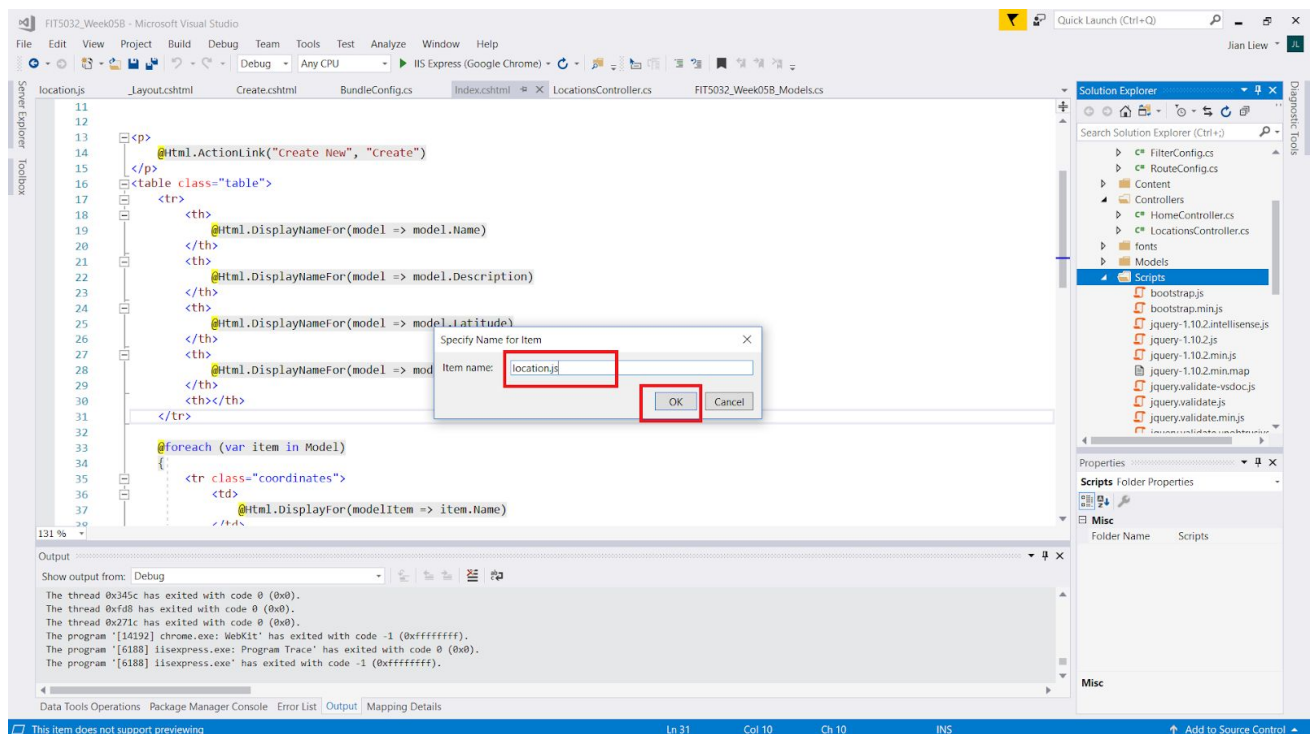 FIT5032_Week05B - Microsoft Visual Studio
Quick Launch (Ctrl+Q)
File Edit View Project Build Debug Team Tools Test Analyze Window Help
Jian Liew
JL
Debug Any CPU IIS Express (Google Chrome)
Server Explorer
Toolbox
location.js _Layout.cshtml Create.cshtml BundleConfig.cs Index.cshtml LocationsController.cs FIT5032_Week05B_Models.cs
11
12
13 <p>
14 @Html.ActionLink("Create New", "Create")
15 </p>
16 <table class="table">
17 <tr>
18 <th>
19 @Html.DisplayNameFor(model => model.Name)
20 </th>
21 <th>
22 @Html.DisplayNameFor(model => model.Description)
23 </th>
24 <th>
25 @Html.DisplayNameFor(model => model.Latitude)
26 </th>
27 <th>
28 @Html.DisplayNameFor(model => mod
29 </th>
30 <th></th>
31 </tr>
32
33 @foreach (var item in Model)
34 {
35 <tr class="coordinates">
36 <td>
37 @Html.DisplayFor(modelItem => item.Name)
38 </td>
131 %
Specify Name for Item
Item name: location.js
OK Cancel
Output
Show output from: Debug
The thread 0x345c has exited with code 0 (0x0).
The thread 0xfd8 has exited with code 0 (0x0).
The thread 0x271c has exited with code 0 (0x0).
The program '[14192] chrome.exe: WebKit' has exited with code -1 (0xffffffff).
The program '[6188] iisexpress.exe: Program Trace' has exited with code 0 (0x0).
The program '[6188] iisexpress.exe' has exited with code -1 (0xffffffff).
Data Tools Operations Package Manager Console Error List Output Mapping Details
Solution Explorer
Search Solution Explorer (Ctrl+;)
C# FilterConfig.cs
C# RouteConfig.cs
Content
Controllers
C# HomeController.cs
C# LocationsController.cs
fonts
Models
Scripts
bootstrap.js
bootstrap.min.js
jquery-1.10.2.intellisense.js
jquery-1.10.2.js
jquery-1.10.2.min.js
jquery-1.10.2.min.map
jquery.validate-vsdoc.js
jquery.validate.js
jquery.validate.min.js
Properties
Scripts Folder Properties
Misc
Folder Name Scripts
Misc
Diagnostic Tools
This item does not support previewing Ln 31 Col 10 Ch 10 INS Add to Source Control